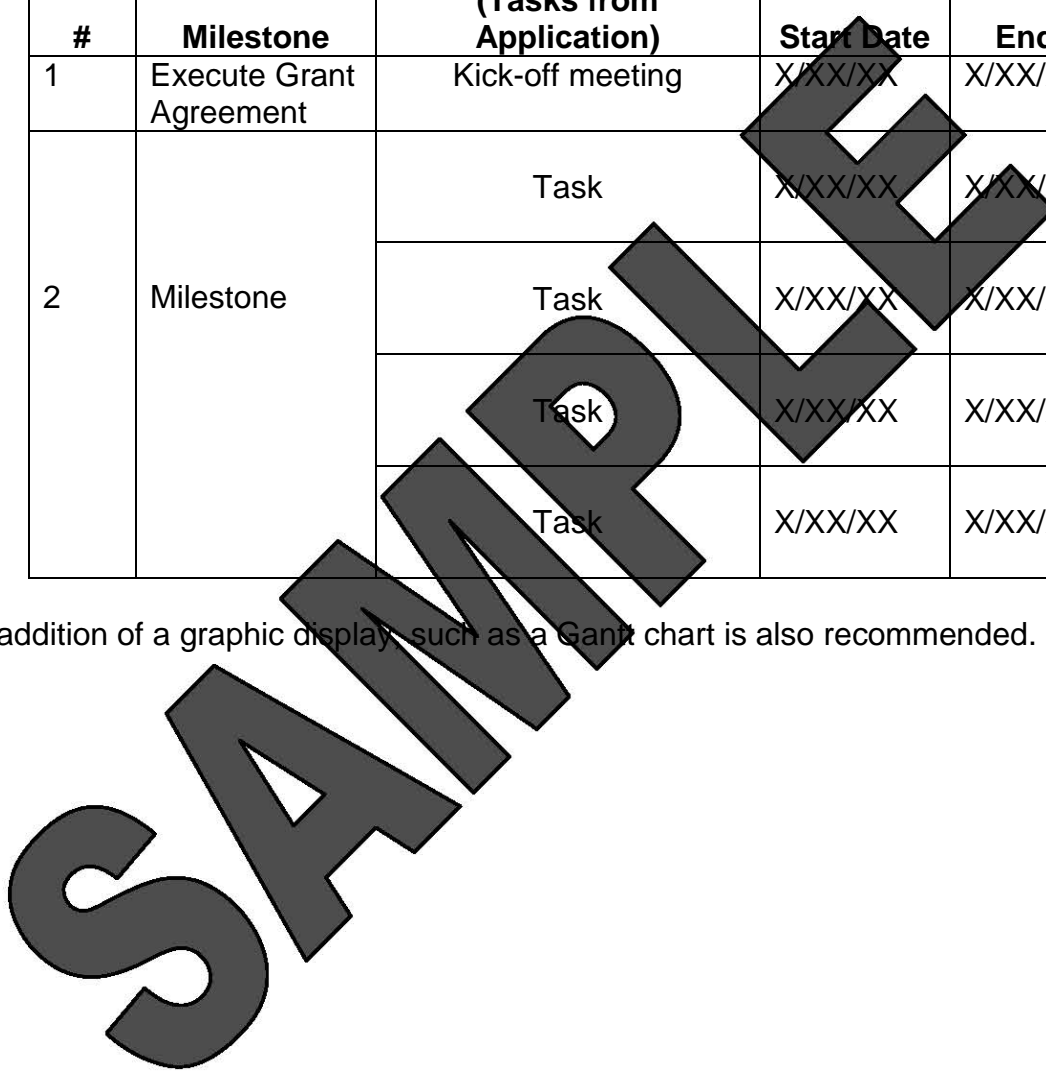 (Tasks from
# Milestone Application) Start Date End
1 Execute Grant Kick-off meeting X/XX/XX X/XX/
Agreement
Task X/XX/XX X/XX/
2 Milestone Task X/XX/XX X/XX/
Task X/XX/XX X/XX/
Task X/XX/XX X/XX/
addition of a graphic display, such as a Gantt chart is also recommended.
SAMPLE